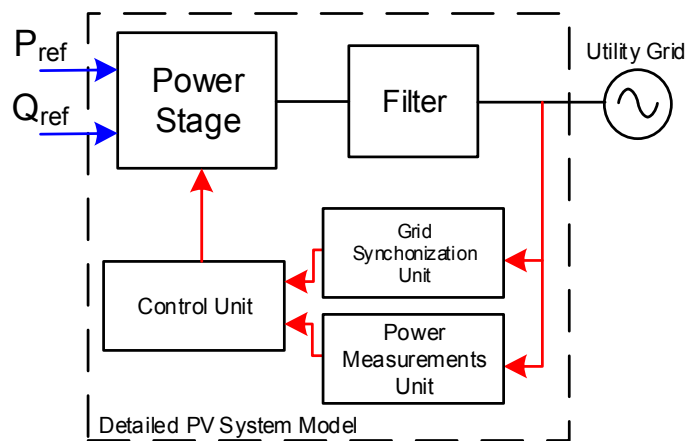 Pref
Qref
Power
Stage
Filter
Utility Grid
Grid
Synchonization
Unit
Control Unit
Power
Measurements
Unit
Detailed PV System Model